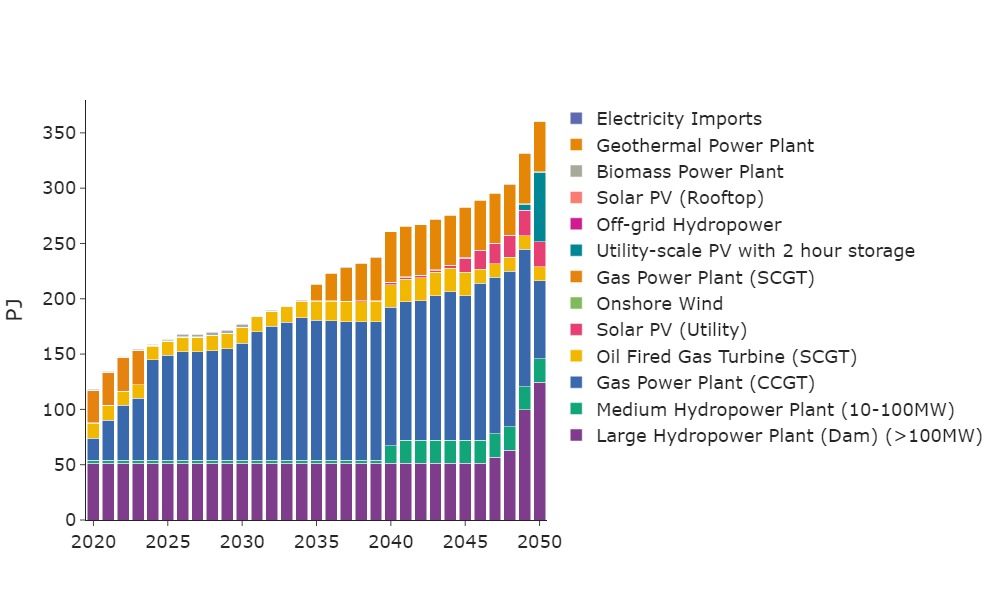 PJ
350
300
250
200
150
100
50
0
2020 2025 2030 2035 2040 2045 2050
Electricity Imports
Geothermal Power Plant
Biomass Power Plant
Solar PV (Rooftop)
Off-grid Hydropower
Utility-scale PV with 2 hour storage
Gas Power Plant (SCGT)
Onshore Wind
Solar PV (Utility)
Oil Fired Gas Turbine (SCGT)
Gas Power Plant (CCGT)
Medium Hydropower Plant (10-100MW)
Large Hydropower Plant (Dam) (>100MW)